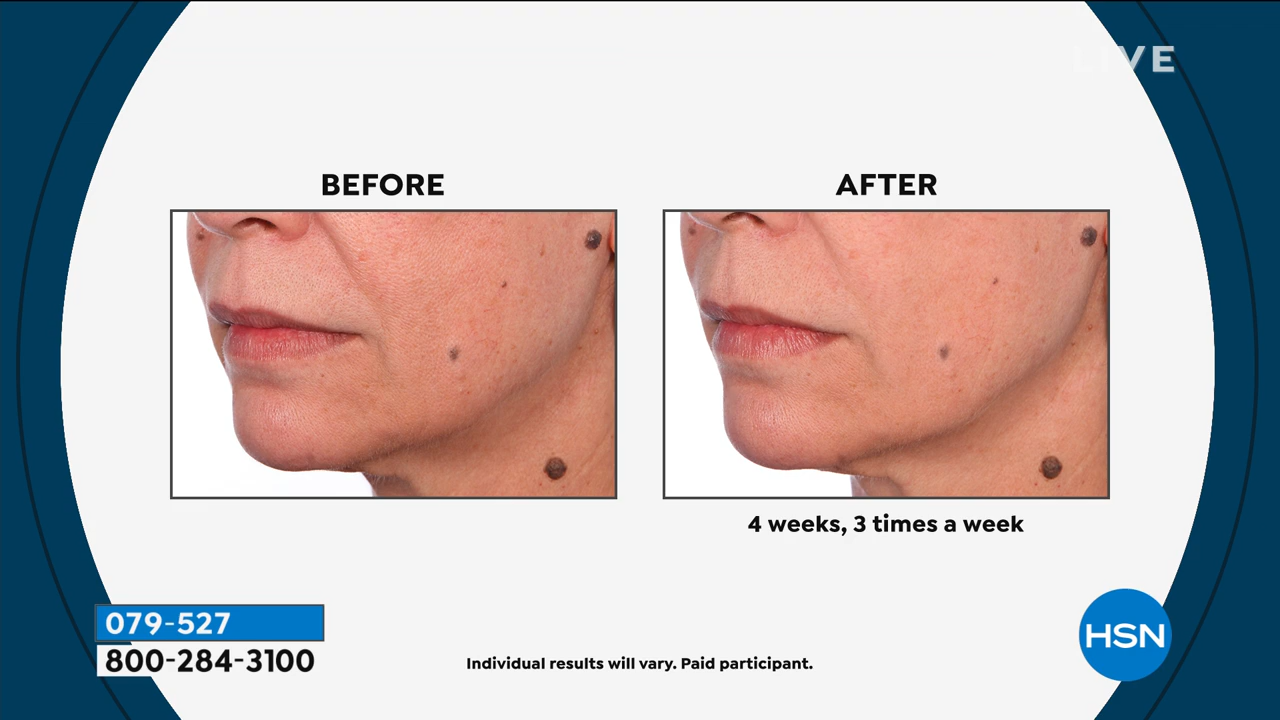 LIVE
BEFORE
AFTER
4 weeks, 3 times a week
079-527
800-284-3100
Individual results will vary. Paid participant.
HSN